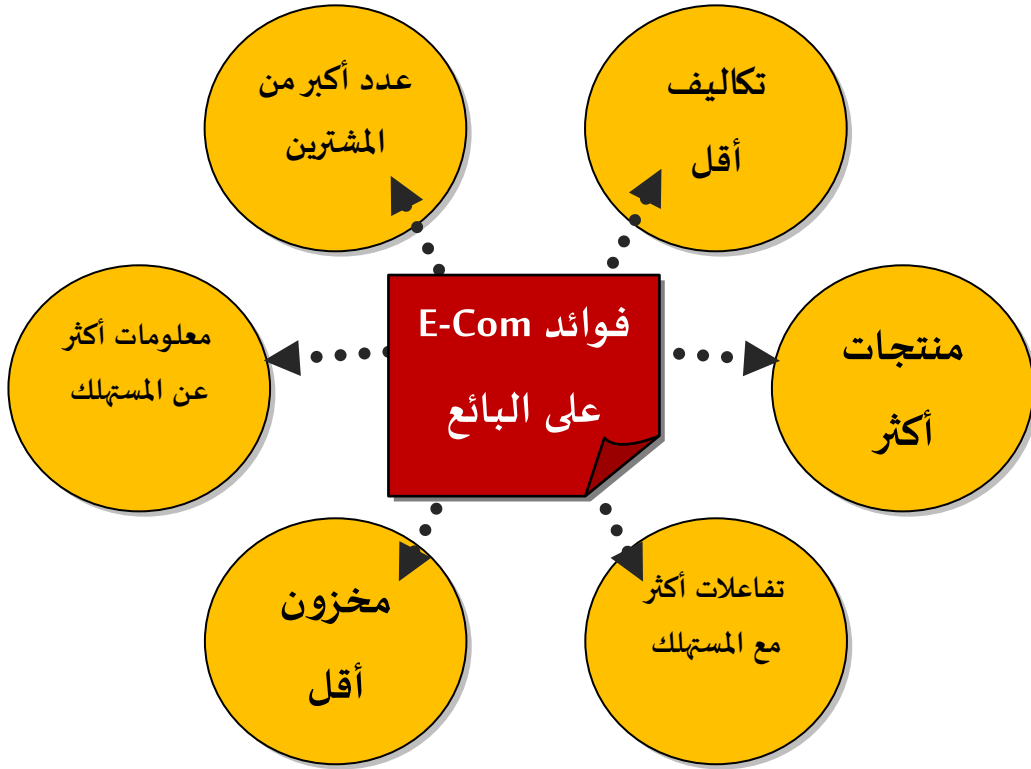 عدد أكبر من
المشترين
تكاليف
أقل
معلومات أكثر
عن المستهلك
فوائد E-Com
على البائع
منتجات
أكثر
مخزون
أقل
تفاعلات أكثر
مع المستهلك